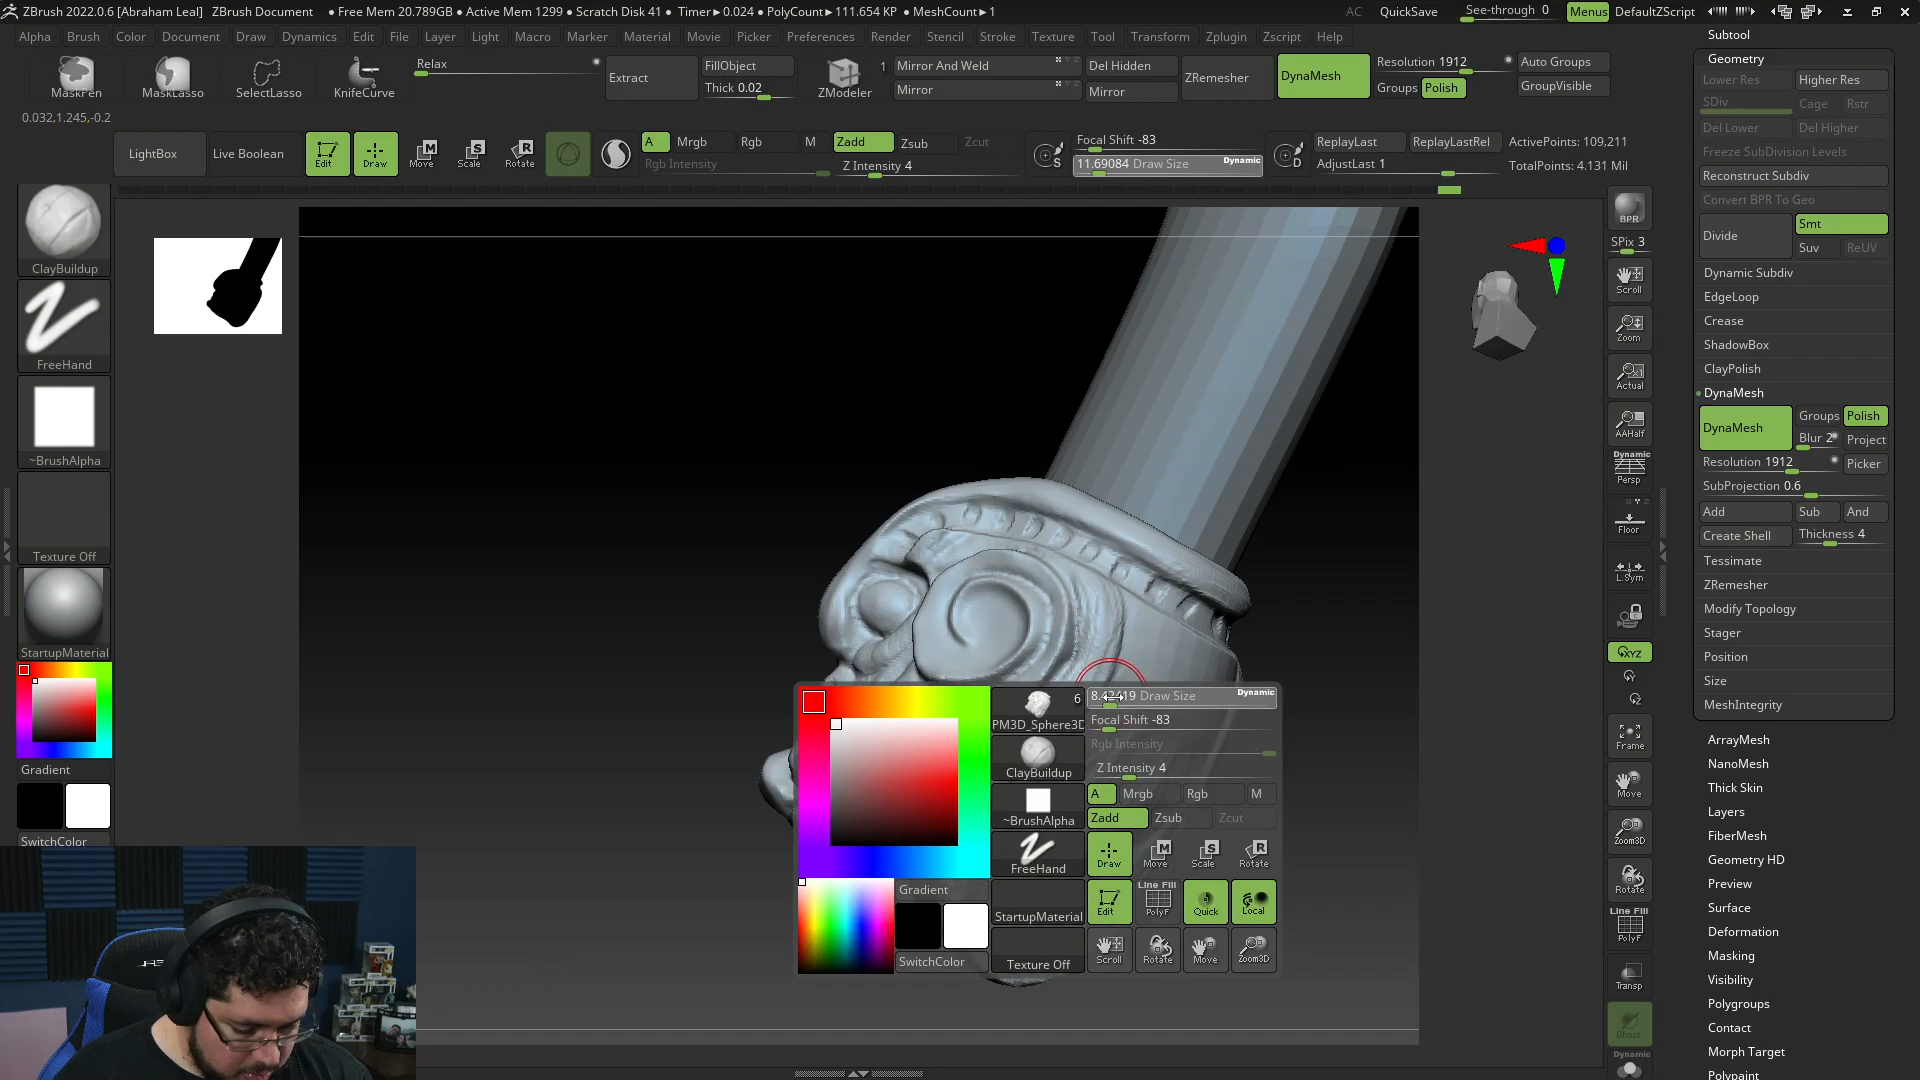 ZBrush 2022.0.6 [Abraham Leal] ZBrush Document • Free Mem 20.789GB • Active Mem 1299 • Scratch Disk 41 • Timer▶0.024 • PolyCount▶111.654 KP • MeshCount▶1 AC QuickSave See-through 0 Menus DefaultZScript
Alpha Brush Color Document Draw Dynamics Edit File Layer Light Macro Marker Material Movie Picker Preferences Render Stencil Stroke Texture Tool Transform Zplugin Zscript Help
MaskPen MaskLasso SelectLasso KnifeCurve Relax Extract FillObject Thick 0.02 ZModeler 1 Mirror And Weld Mirror Del Hidden Mirror ZRemesher DynaMesh Resolution 1912 Groups Polish Auto Groups GroupVisible
0.032,1.245,-0.2
LightBox Live Boolean Edit Draw Move Scale Rotate A Mrgb Rgb M Rgb Intensity Zadd Zsub Zcut Z Intensity 4 S Focal Shift -83 11.69084 Draw Size Dynamic D ReplayLast ReplayLastRel AdjustLast 1 ActivePoints: 109,211 TotalPoints: 4.131 Mil
ClayBuildup
FreeHand
~BrushAlpha
Texture Off
StartupMaterial
Gradient
SwitchColor
PM3D_Sphere3D 6
ClayBuildup
~BrushAlpha
FreeHand
StartupMaterial
Texture Off
Gradient
SwitchColor
Draw Size Dynamic
Focal Shift -83
Rgb Intensity
Z Intensity 4
A Mrgb Rgb M
Zadd Zsub Zcut
Draw Move Scale Rotate
Line Fill
Edit PolyF Quick Local
Scroll Rotate Move Zoom3D
BPR
SPix 3
Scroll
Zoom
Actual
AAHalf
Dynamic
Persp
Floor
L.Sym
XYZ
Frame
Move
Zoom3D
Rotate
Line Fill
PolyF
Transp
Ghost
Dynamic
Subtool
Geometry
Lower Res Higher Res
SDiv Cage Rstr
Del Lower Del Higher
Freeze SubDivision Levels
Reconstruct Subdiv
Convert BPR To Geo
Divide Smt
Suv ReUV
Dynamic Subdiv
EdgeLoop
Crease
ShadowBox
ClayPolish
DynaMesh
DynaMesh Groups Polish
Blur 2 Project
Resolution 1912 Picker
SubProjection 0.6
Add Sub And
Create Shell Thickness 4
Tessimate
ZRemesher
Modify Topology
Stager
Position
Size
MeshIntegrity
ArrayMesh
NanoMesh
Thick Skin
Layers
FiberMesh
Geometry HD
Preview
Surface
Deformation
Masking
Visibility
Polygroups
Contact
Morph Target
Polypaint